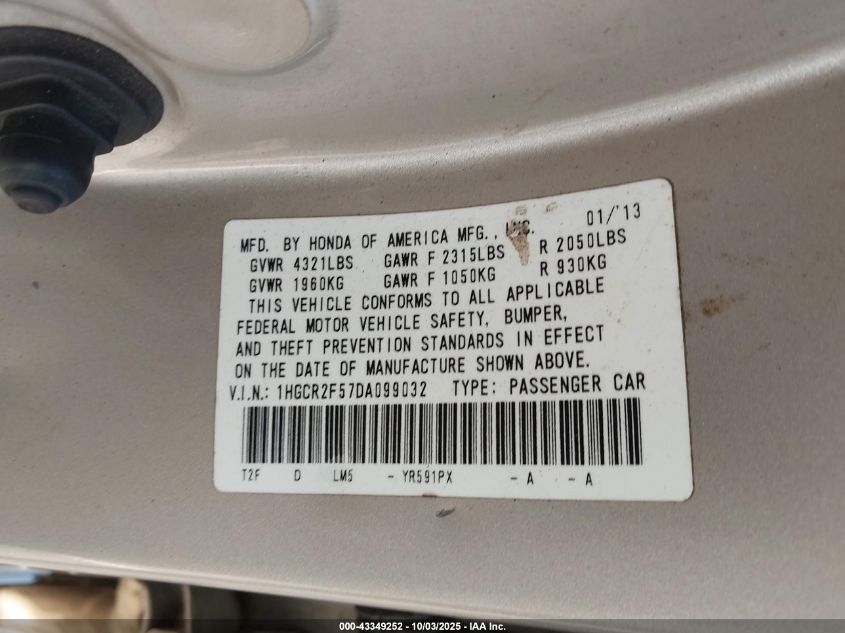 MFD. BY HONDA OF AMERICA MFG., INC. 01/'13
GVWR 4321LBS GAWR F 2315LBS R 2050LBS
GVWR 1960KG GAWR F 1050KG R 930KG
THIS VEHICLE CONFORMS TO ALL APPLICABLE
FEDERAL MOTOR VEHICLE SAFETY, BUMPER,
AND THEFT PREVENTION STANDARDS IN EFFECT
ON THE DATE OF MANUFACTURE SHOWN ABOVE.
V.I.N.: 1HGCR2F57DA099032 TYPE: PASSENGER CAR
T2F D LM5 - YR591PX - A - A
000-43349252 - 10/03/2025 - IAA Inc.